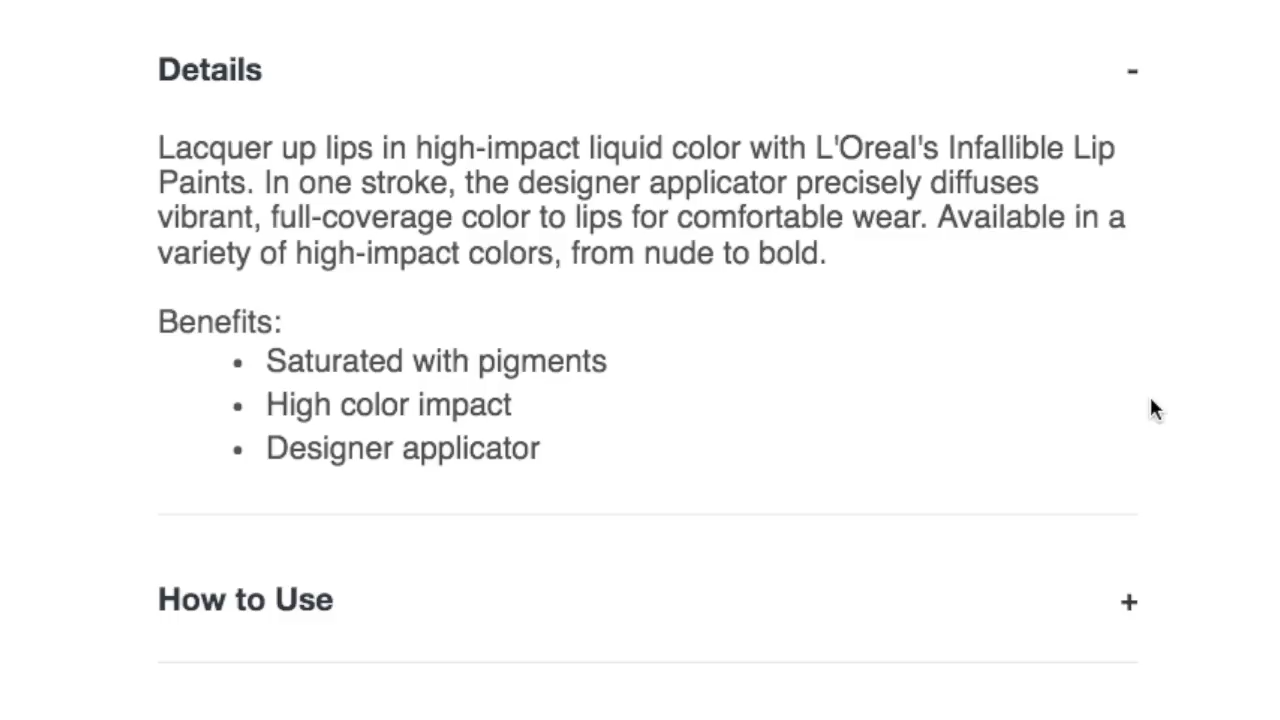 Details
-
Lacquer up lips in high-impact liquid color with L'Oreal's Infallible Lip
Paints. In one stroke, the designer applicator precisely diffuses
vibrant, full-coverage color to lips for comfortable wear. Available in a
variety of high-impact colors, from nude to bold.
Benefits:
• Saturated with pigments
• High color impact
• Designer applicator
How to Use
+